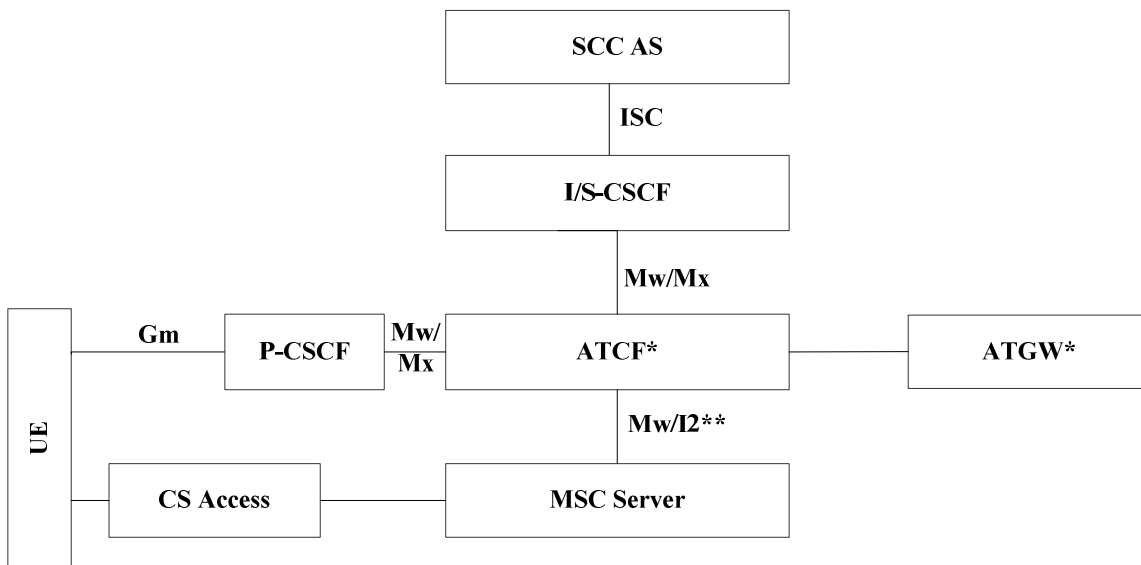 SCC AS
ISC
I/S-CSCF
Mw/Mx
Gm
P-CSCF
Mw/
Mx
ATCF*
ATGW*
Mw/I2**
UE
CS Access
MSC Server